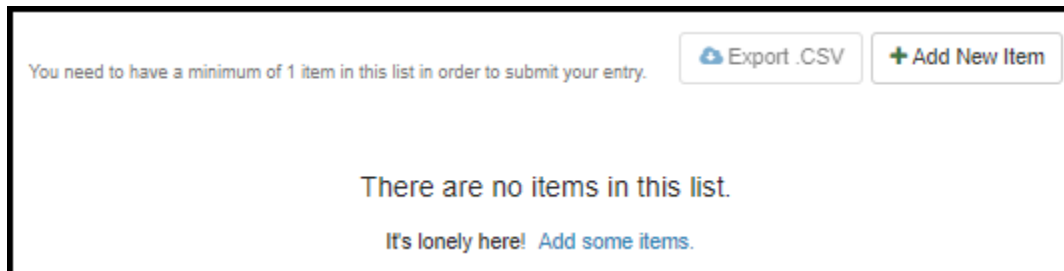 You need to have a minimum of 1 item in this list in order to submit your entry.
Export .CSV
Add New Item
There are no items in this list.
It's lonely here! Add some items.